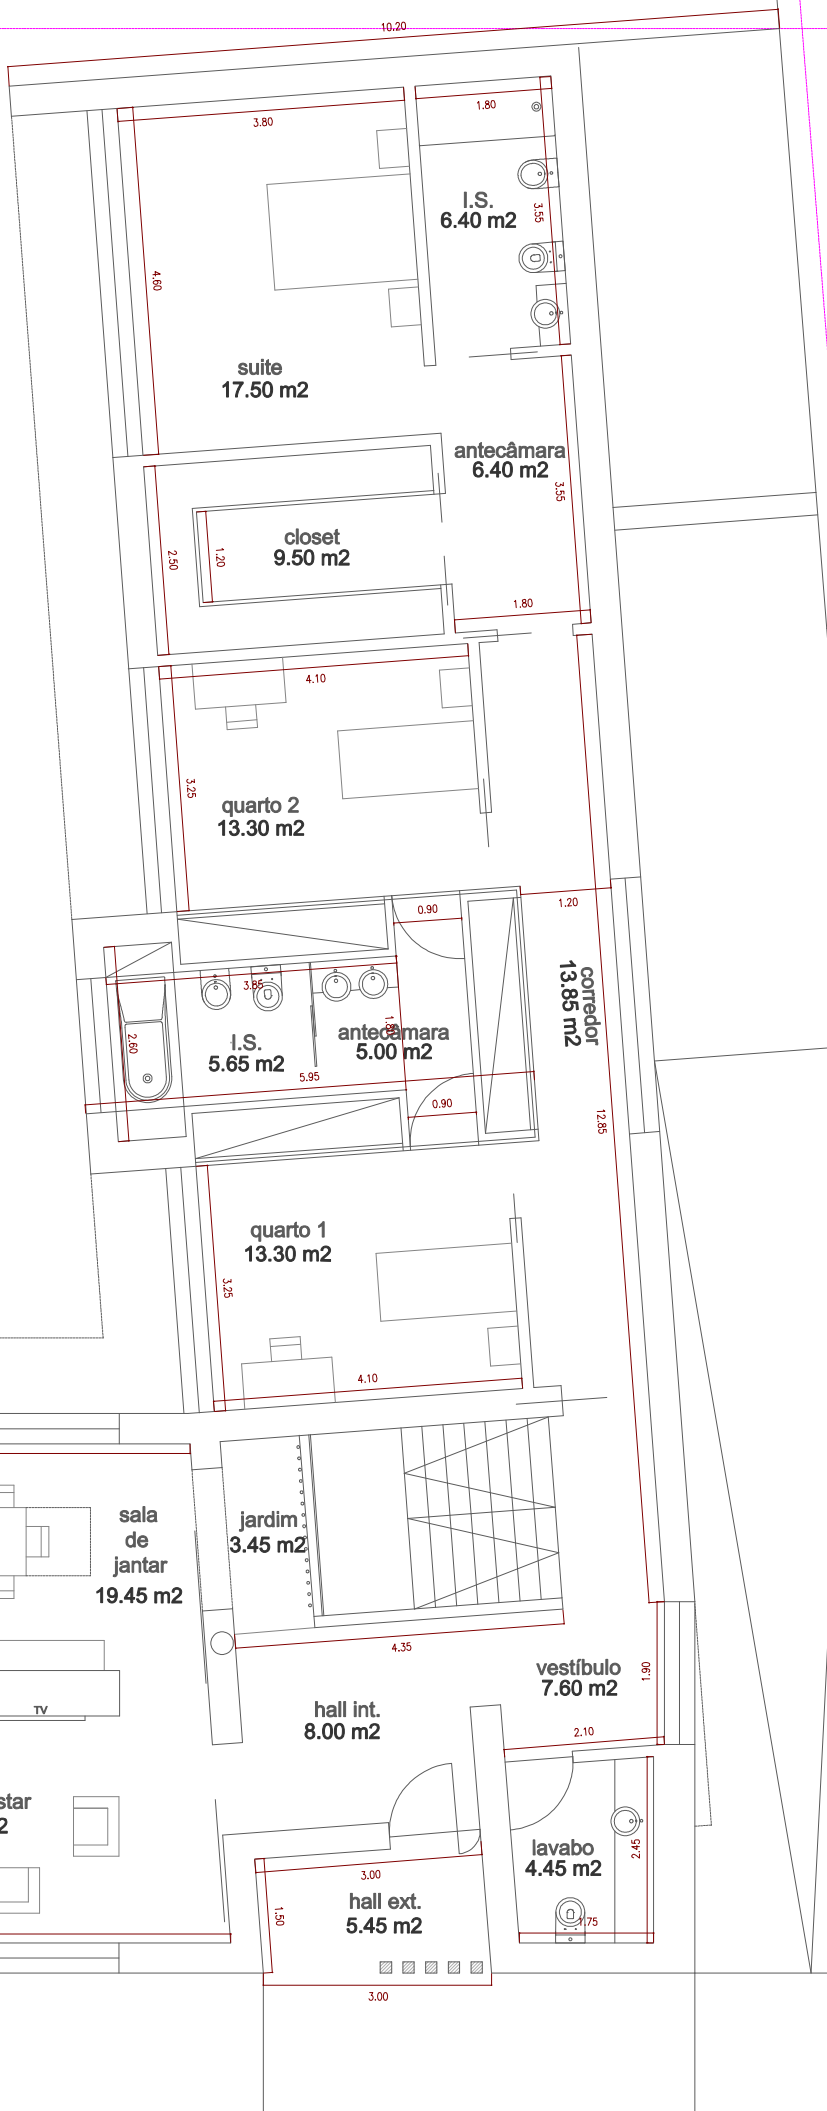 10.20
1.80
3.80
I.S.
6.40 m2
3.55
4.60
suite
17.50 m2
antecâmara
6.40 m2
3.55
closet
9.50 m2
2.50
1.20
1.80
4.10
3.25
quarto 2
13.30 m2
0.90
1.20
corredor
13.85 m2
3.85
1.80
antecâmara
5.00 m2
I.S.
5.65 m2
2.60
5.95
0.90
12.85
quarto 1
13.30 m2
3.25
4.10
sala
de
jantar
19.45 m2
jardim
3.45 m2
4.35
vestíbulo
7.60 m2
1.90
TV
hall int.
8.00 m2
2.10
star
2
lavabo
4.45 m2
2.45
3.00
hall ext.
5.45 m2
1.50
1.75
3.00